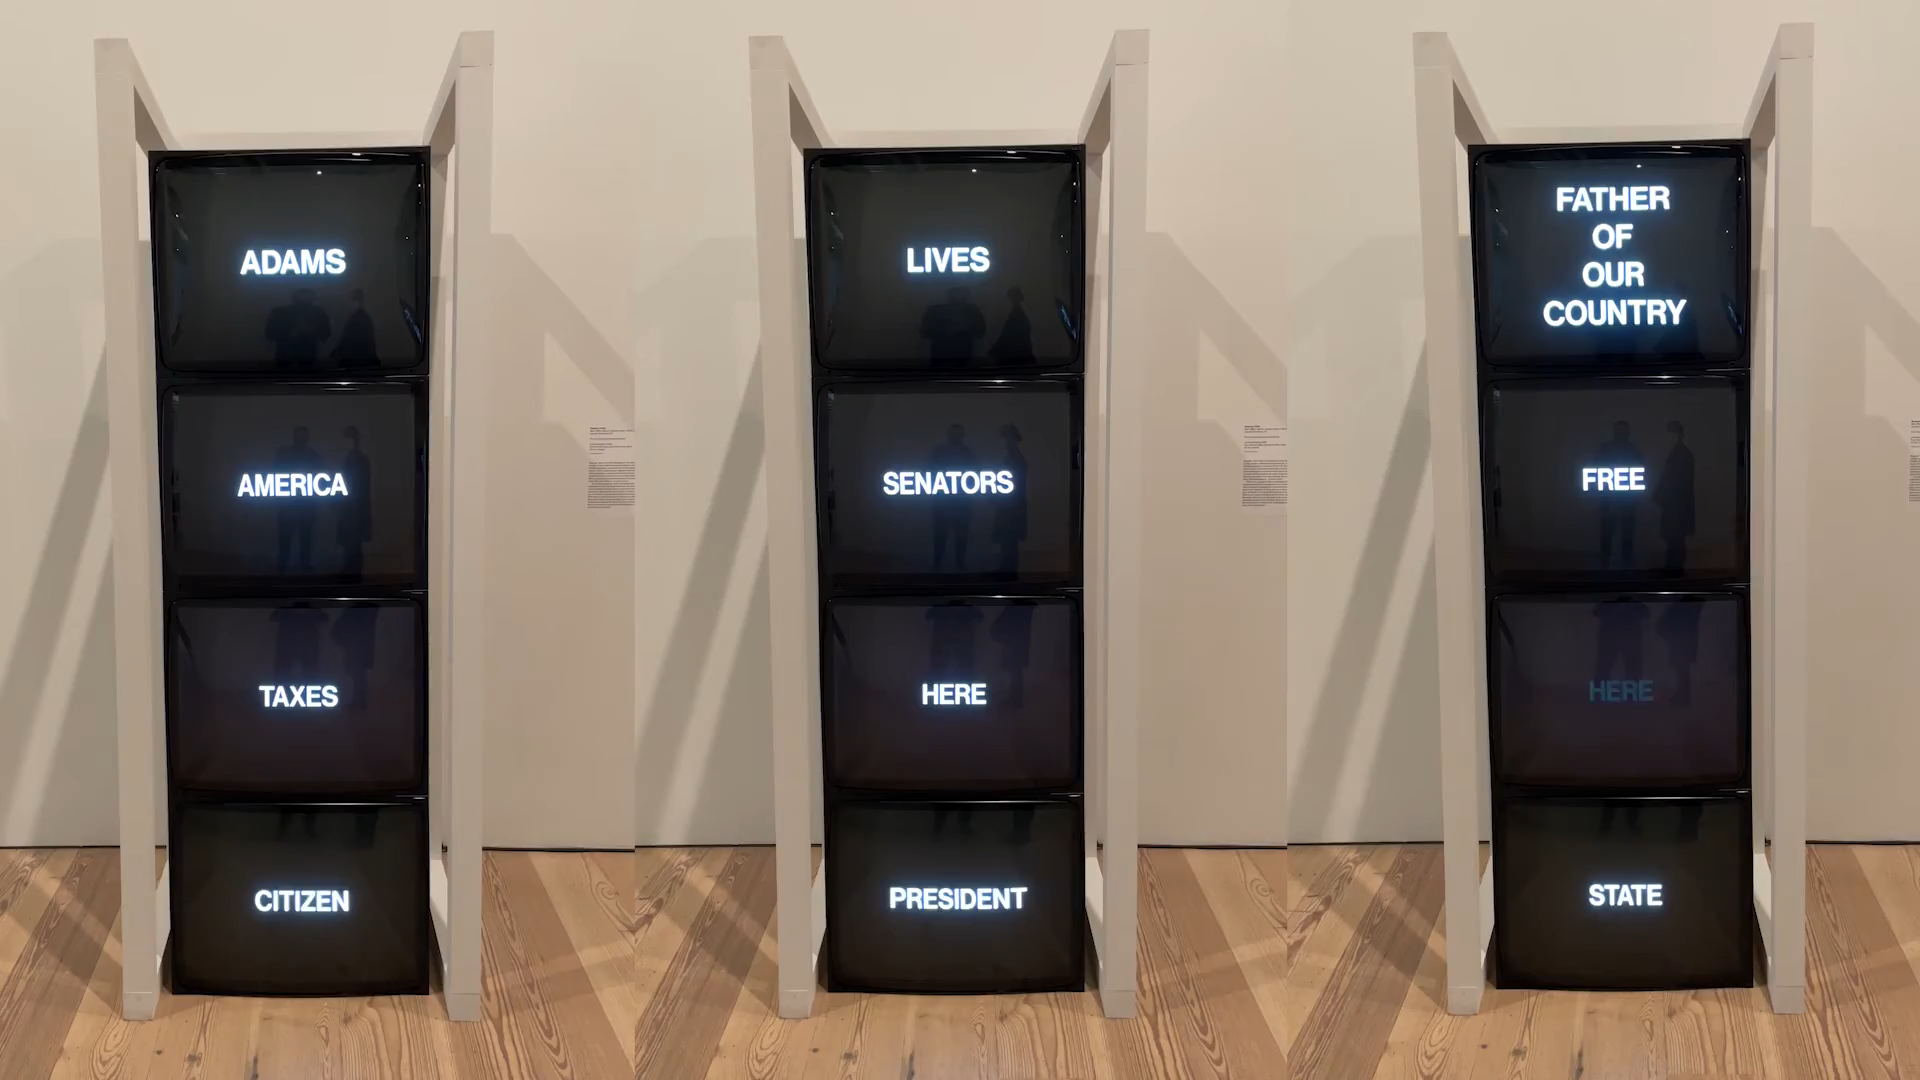 ADAMS
AMERICA
TAXES
CITIZEN
LIVES
SENATORS
HERE
PRESIDENT
FATHER
OF
OUR
COUNTRY
FREE
HERE
STATE